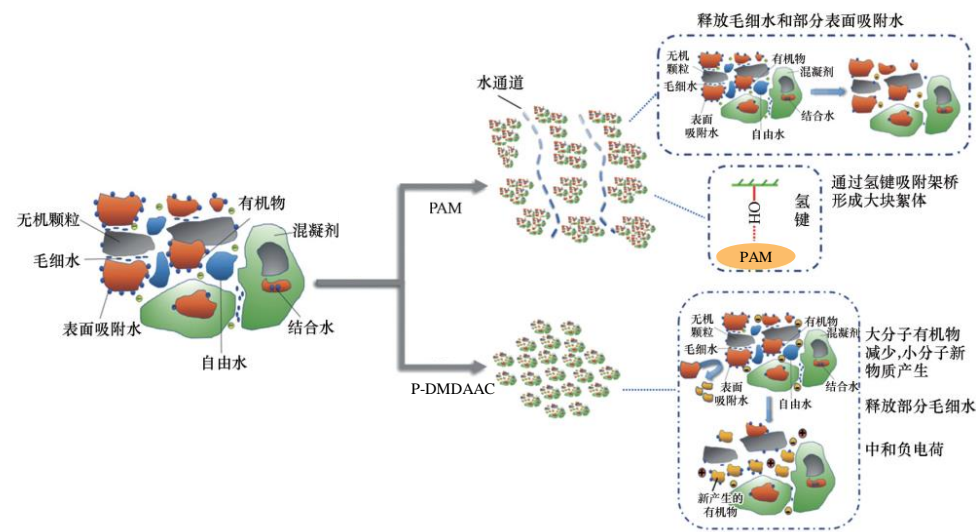 释放毛细水和部分表面吸附水
无机
颗粒
有机物
混凝剂
毛细水
表面
吸附水
自由水
结合水
水通道
PAM
HO
氢
键
PAM
通过氢键吸附架桥
形成大块絮体
有机物
无机颗粒
混凝剂
毛细水
表面吸附水
结合水
自由水
P-DMDAAC
无机
颗粒
有机物
混凝剂
毛细水
表面
吸附水
自由水
结合水
大分子有机物
减少,小分子新
物质产生
释放部分毛细水
中和负电荷
新产生的
有机物